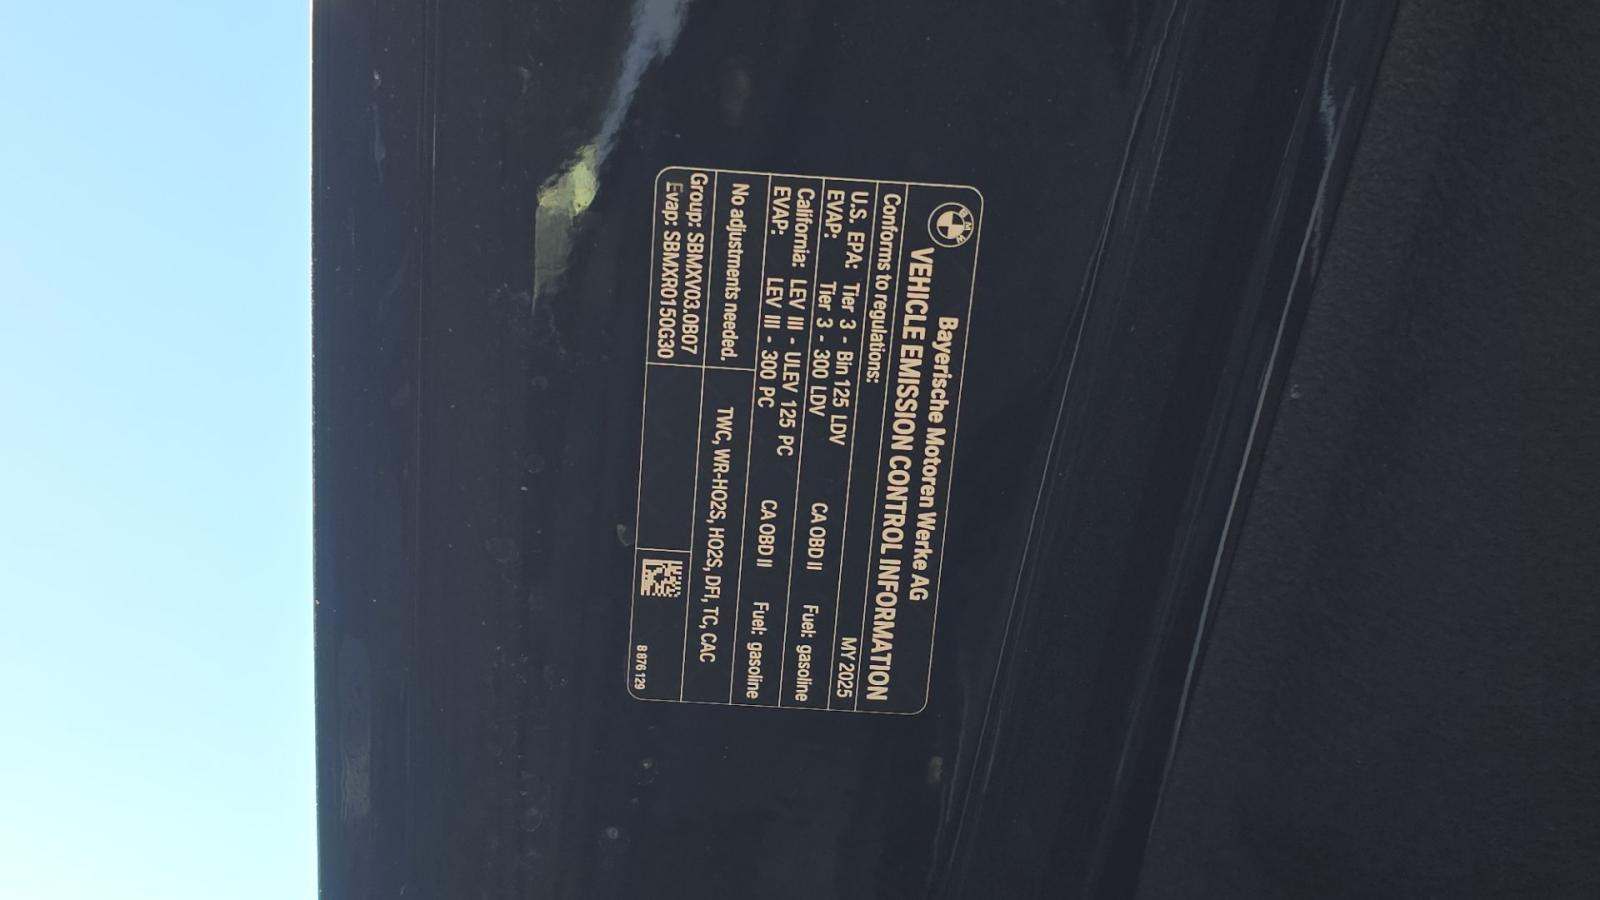 BMW
Bayerische Motoren Werke AG
VEHICLE EMISSION CONTROL INFORMATION
Conforms to regulations: MY 2025
U.S. EPA: Tier 3 - Bin 125 LDV CA OBD II Fuel: gasoline
EVAP: Tier 3 - 300 LDV
California: LEV III - ULEV 125 PC CA OBD II Fuel: gasoline
EVAP: LEV III - 300 PC
No adjustments needed. TWC, WR-HO2S, HO2S, DFI, TC, CAC
Group: SBMXV03.0B07
Evap: SBMXR0150G30
8 876 129